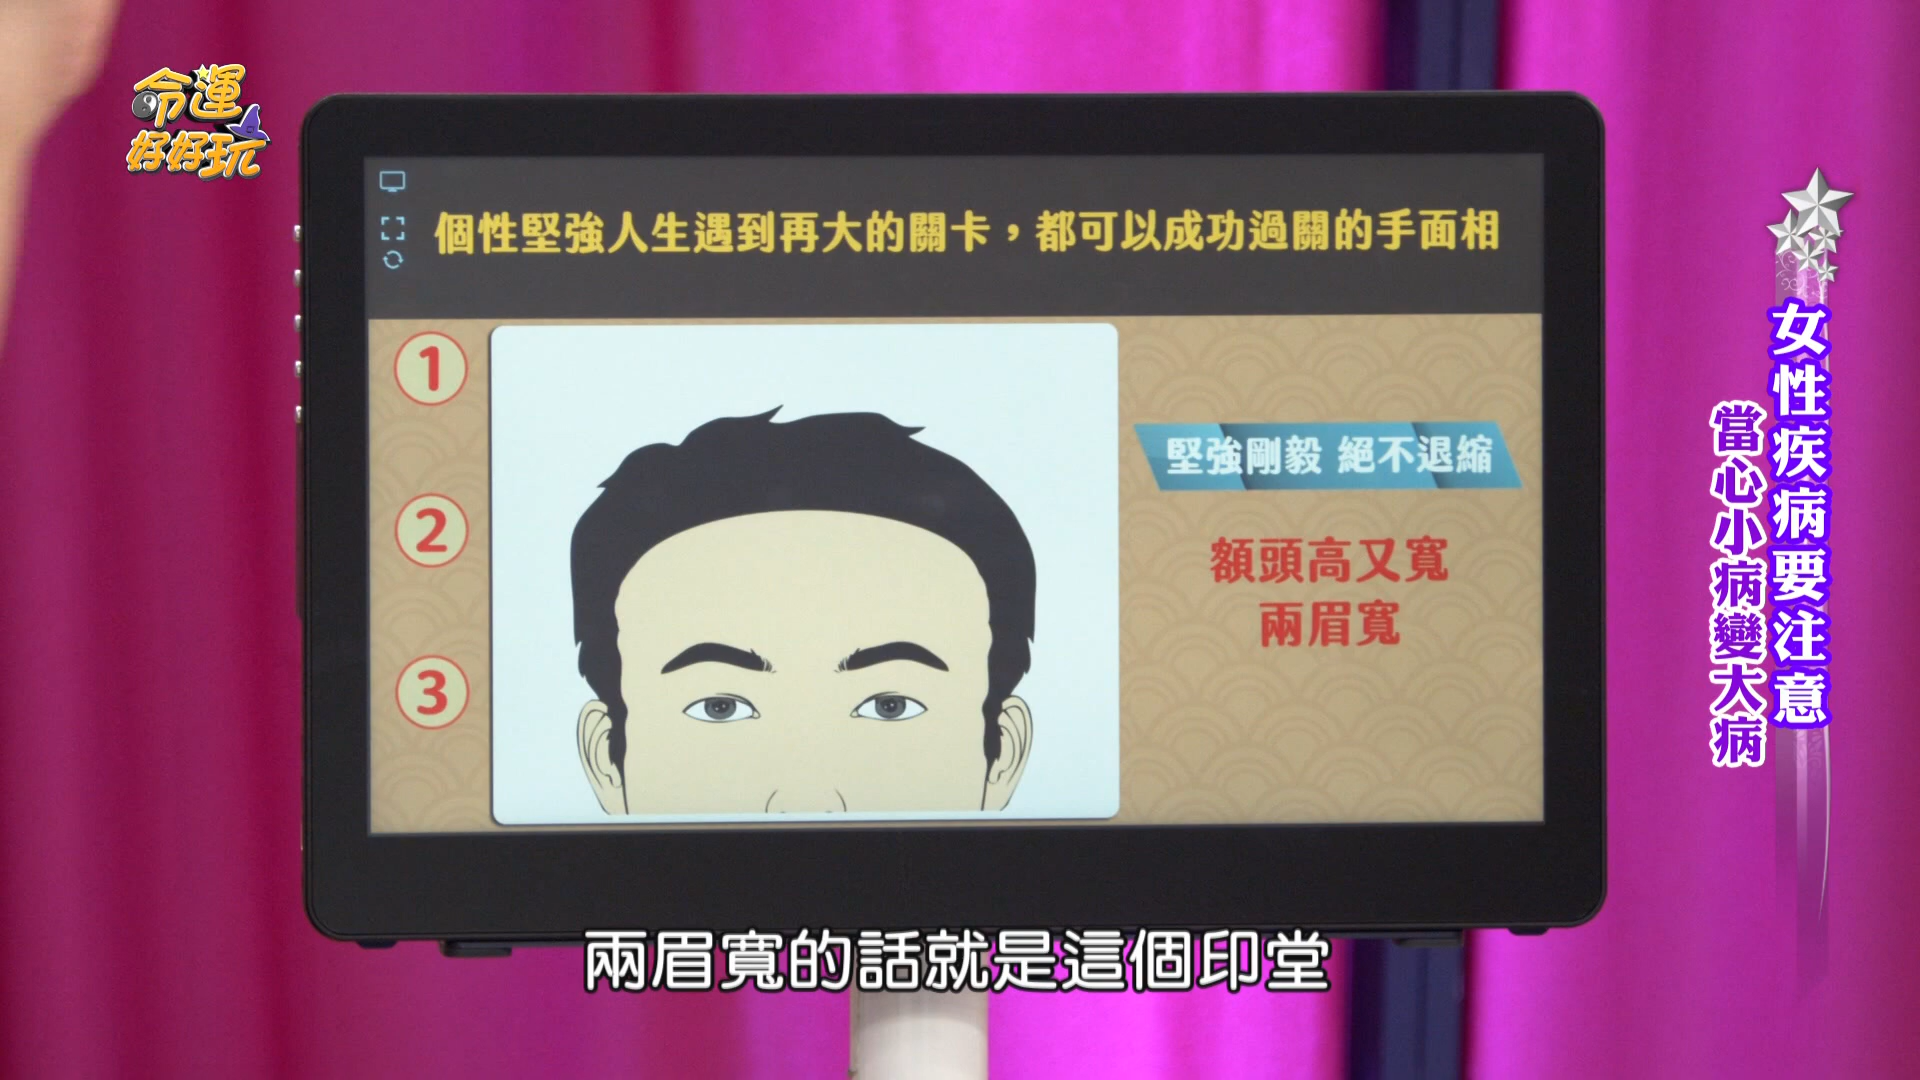 命運
好好玩
個性堅強人生遇到再大的關卡，都可以成功過關的手面相
1
2
3
堅強剛毅 絕不退縮
額頭高又寬
兩眉寬
女性疾病要注意
當心小病變大病
兩眉寬的話就是這個印堂